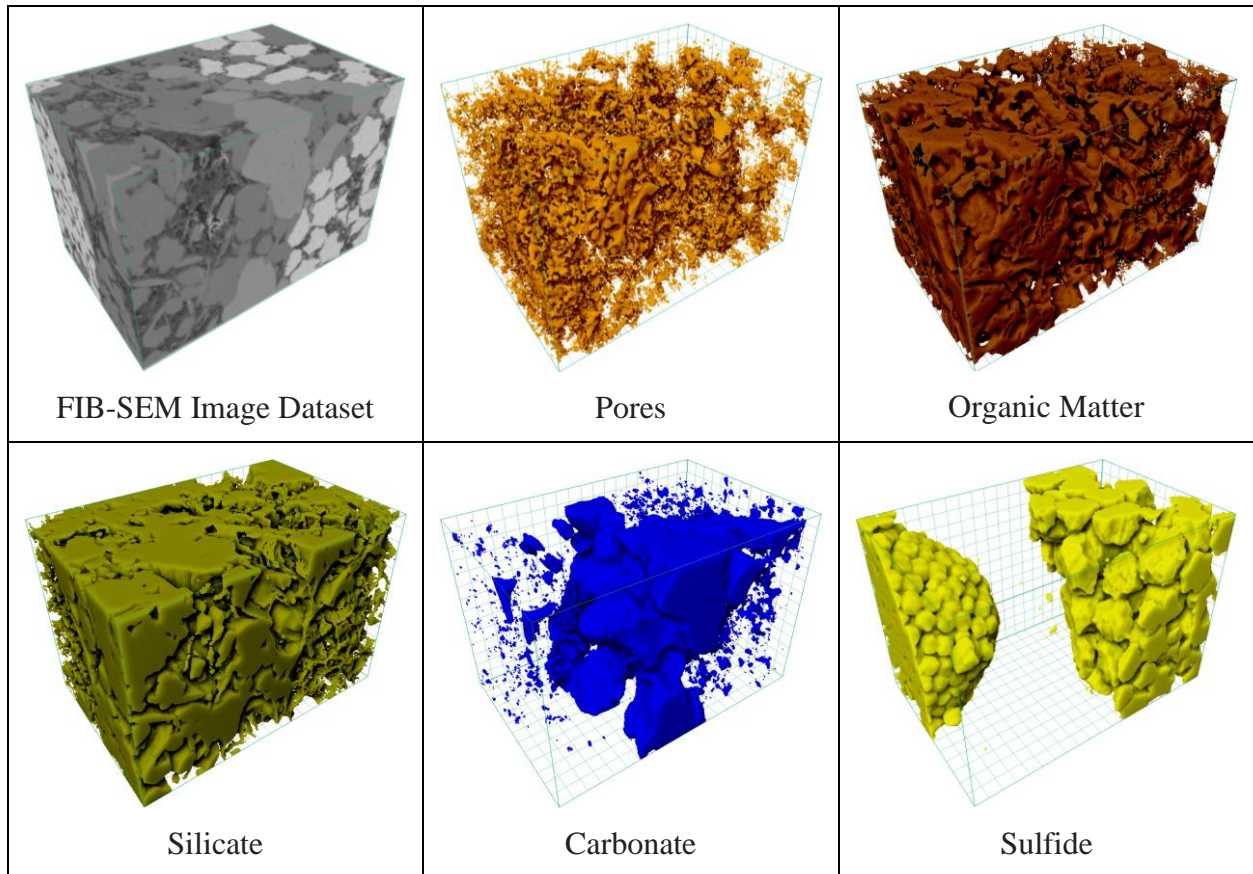 FIB-SEM Image Dataset
Pores
Organic Matter
Silicate
Carbonate
Sulfide